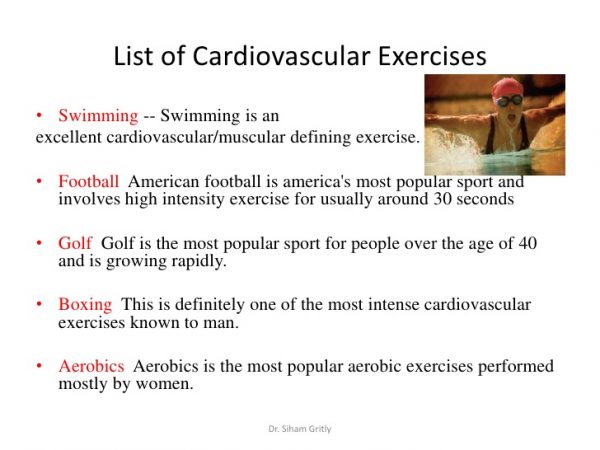 List of Cardiovascular Exercises
• Swimming -- Swimming is an
excellent cardiovascular/muscular defining exercise.
• Football American football is america's most popular sport and
involves high intensity exercise for usually around 30 seconds
• Golf Golf is the most popular sport for people over the age of 40
and is growing rapidly.
• Boxing This is definitely one of the most intense cardiovascular
exercises known to man.
• Aerobics Aerobics is the most popular aerobic exercises performed
mostly by women.
Dr. Siham Gritly